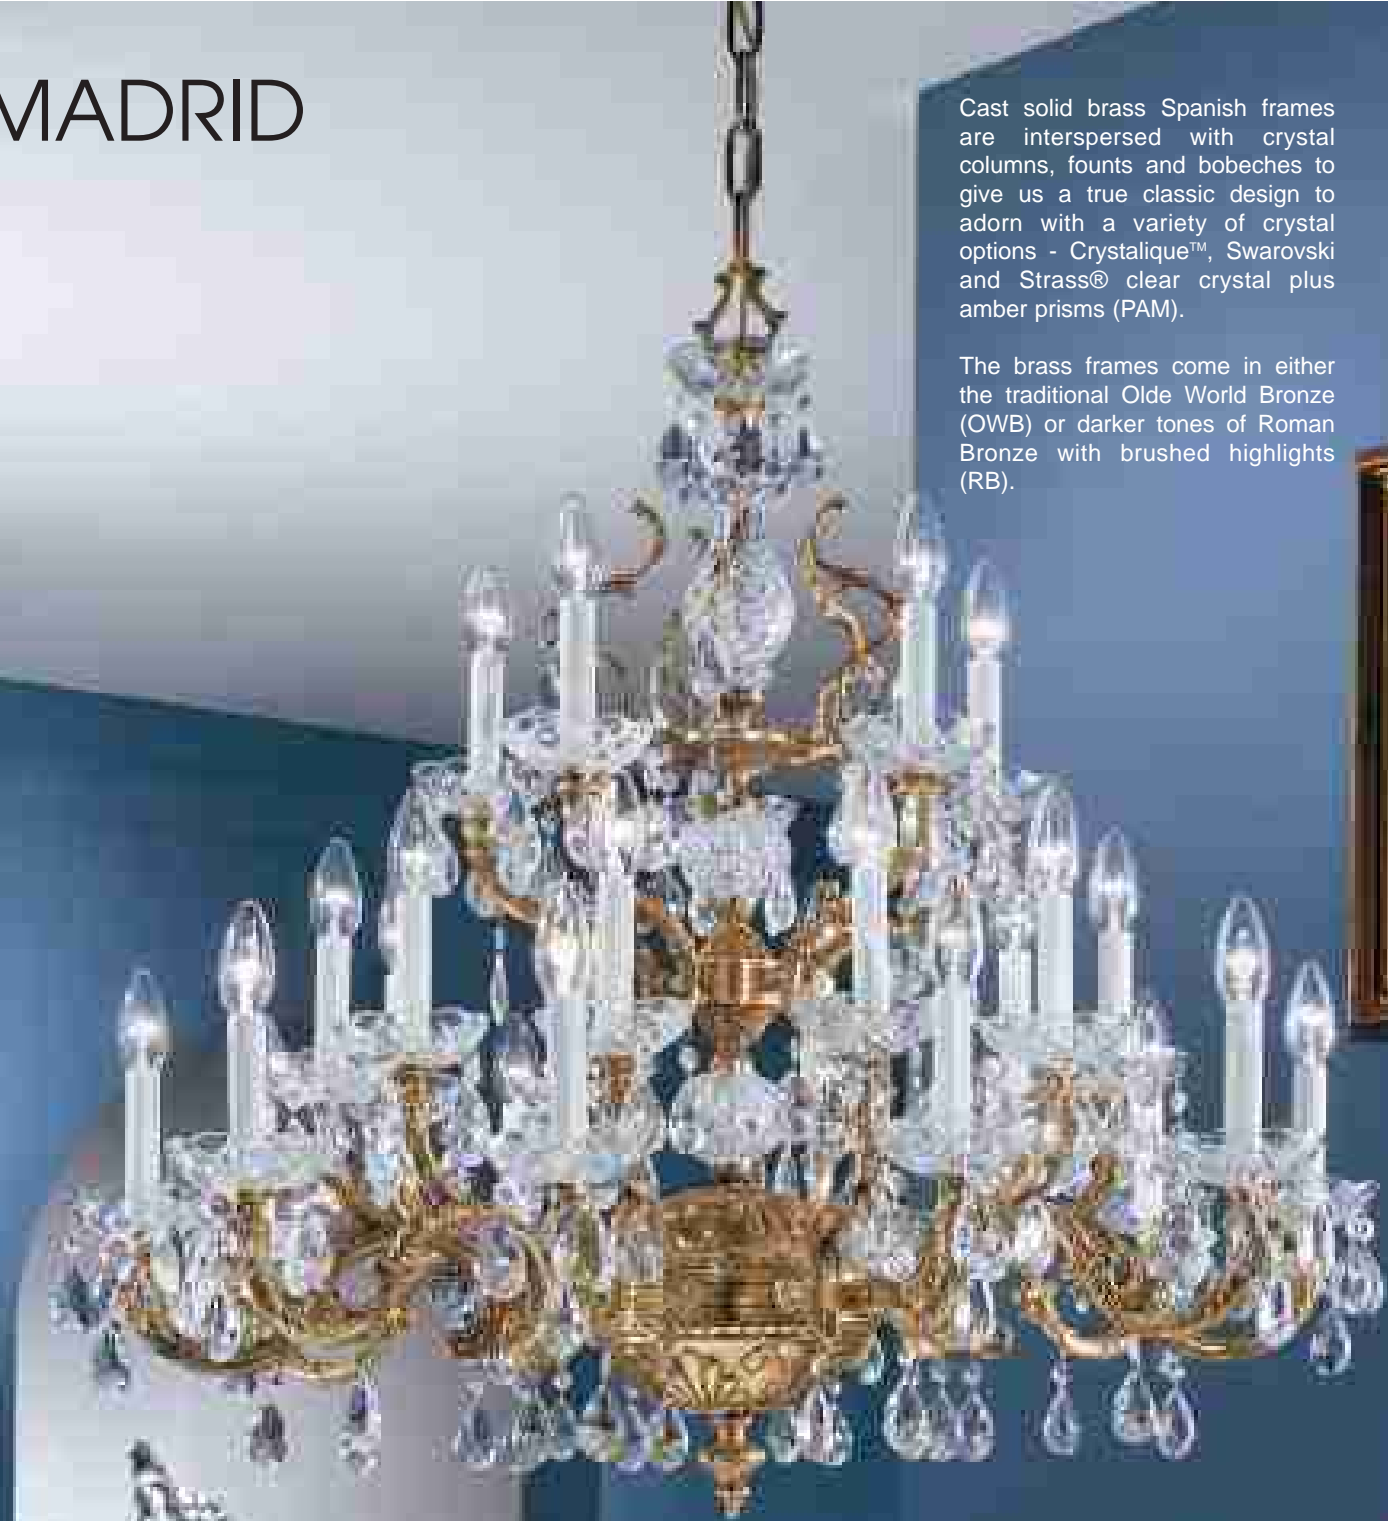 MADRID
Cast solid brass Spanish frames
are interspersed with crystal
columns, founts and bobeches to
give us a true classic design to
adorn with a variety of crystal
options - Crystalique™, Swarovski
and Strass® clear crystal plus
amber prisms (PAM).
The brass frames come in either
the traditional Olde World Bronze
(OWB) or darker tones of Roman
Bronze with brushed highlights
(RB).